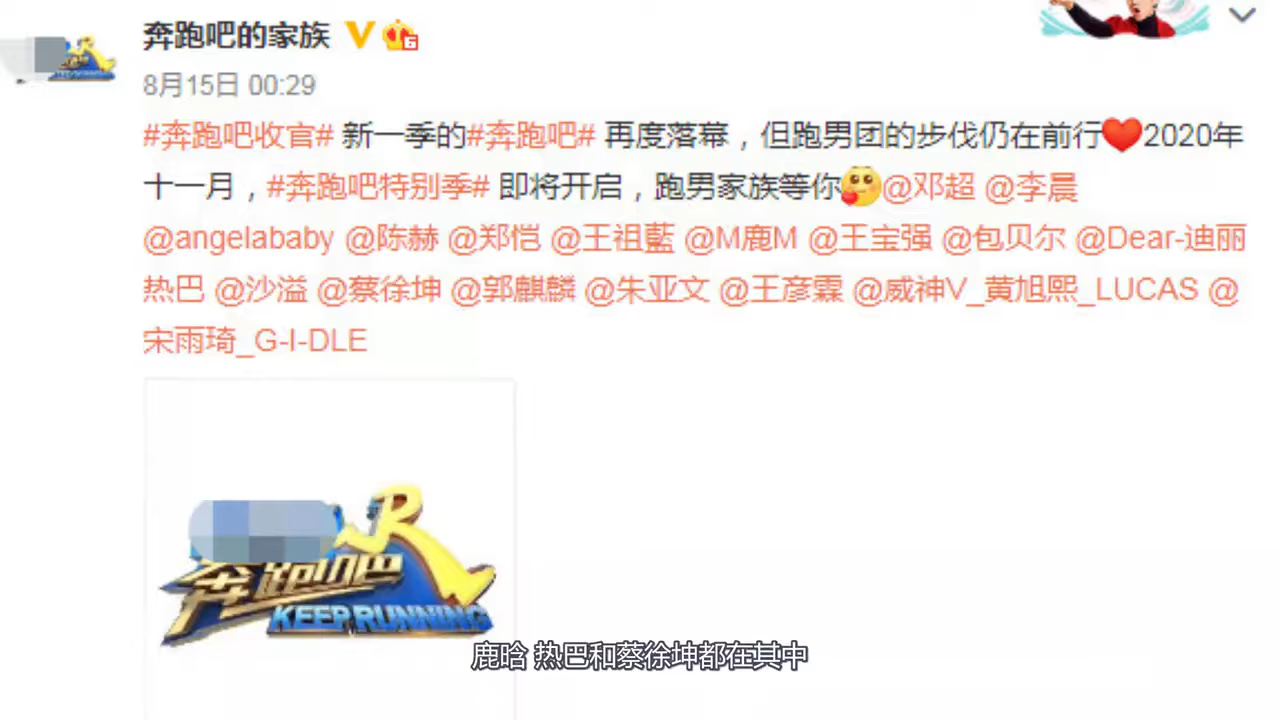 奔跑吧的家族
8月15日 00:29
#奔跑吧收官# 新一季的#奔跑吧# 再度落幕，但跑男团的步伐仍在前行2020年
十一月，#奔跑吧特别季# 即将开启，跑男家族等你@邓超 @李晨
@angelababy @陈赫 @郑恺 @王祖藍 @M鹿M @王宝强 @包贝尔 @Dear-迪丽
热巴 @沙溢 @蔡徐坤 @郭麒麟 @朱亚文 @王彦霖 @威神V_黄旭熙_LUCAS @
宋雨琦_G-I-DLE
奔跑吧
KEEP RUNNING
鹿晗 热巴和蔡徐坤都在其中